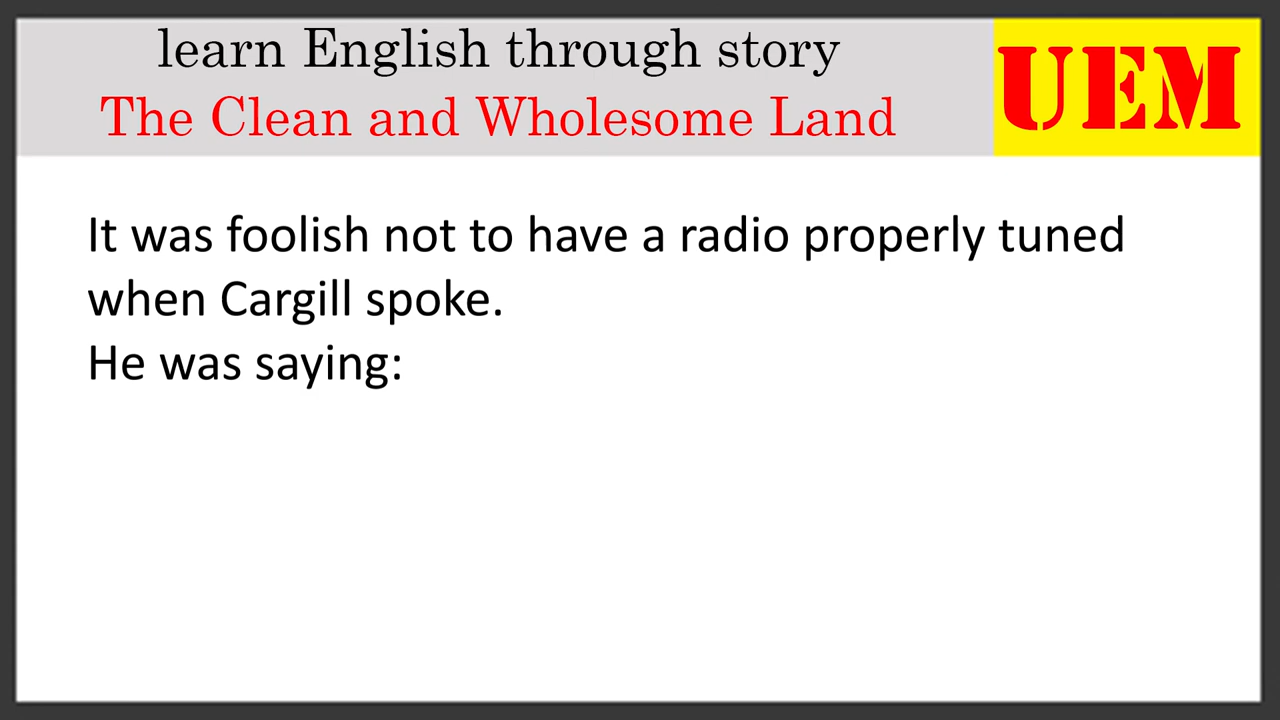 learn English through story
The Clean and Wholesome Land
UEM
It was foolish not to have a radio properly tuned
when Cargill spoke.
He was saying: